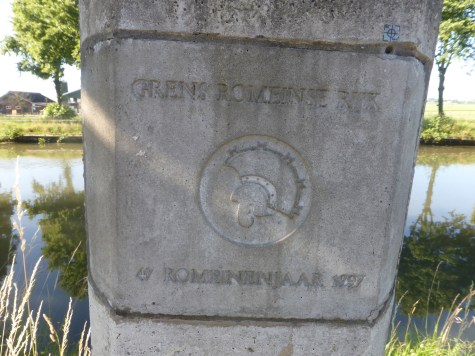 GRENS ROMEINSE RIJK
47 ROMEINENJAAR 1997